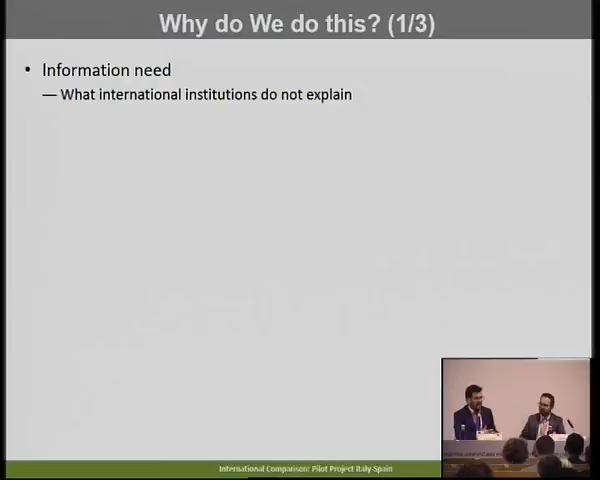 Why do We do this? (1/3)
• Information need
— What international institutions do not explain
International Comparison: Pilot Project Italy-Spain